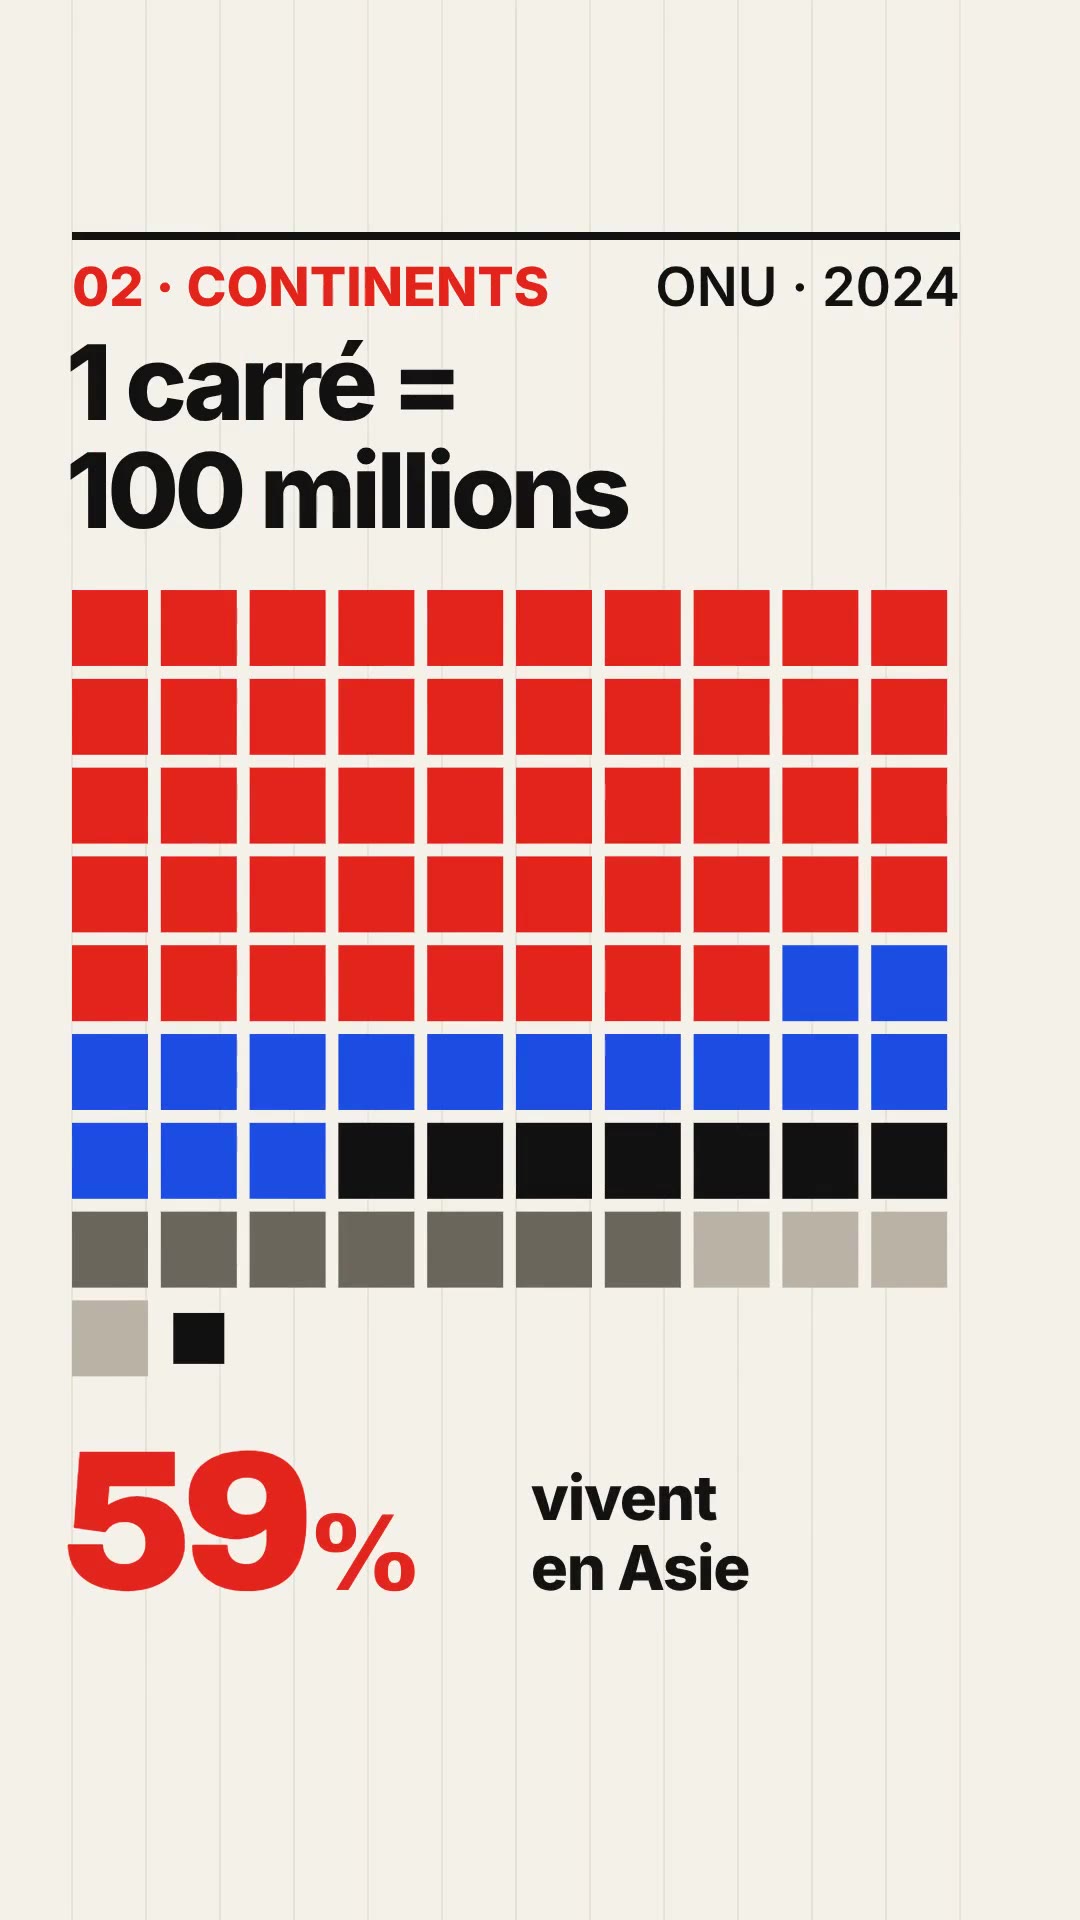 02 · CONTINENTS
ONU · 2024
1 carré =
100 millions
59%
vivent
en Asie